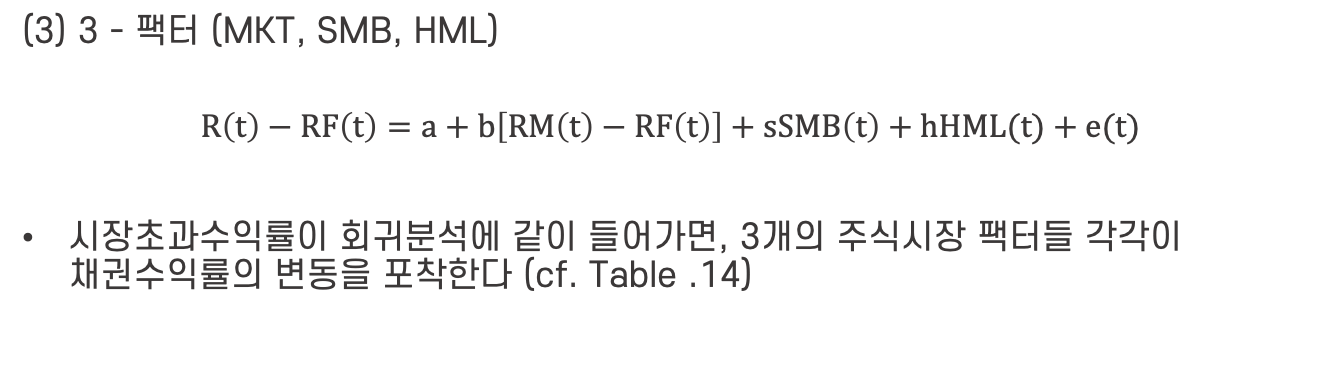 (3) 3 - 팩터 (MKT, SMB, HML)
R(t) − RF(t) = a + b[RM(t) − RF(t)] + sSMB(t) + hHML(t) + e(t)
• 시장초과수익률이 회귀분석에 같이 들어가면, 3개의 주식시장 팩터들 각각이
채권수익률의 변동을 포착한다 (cf. Table .14)